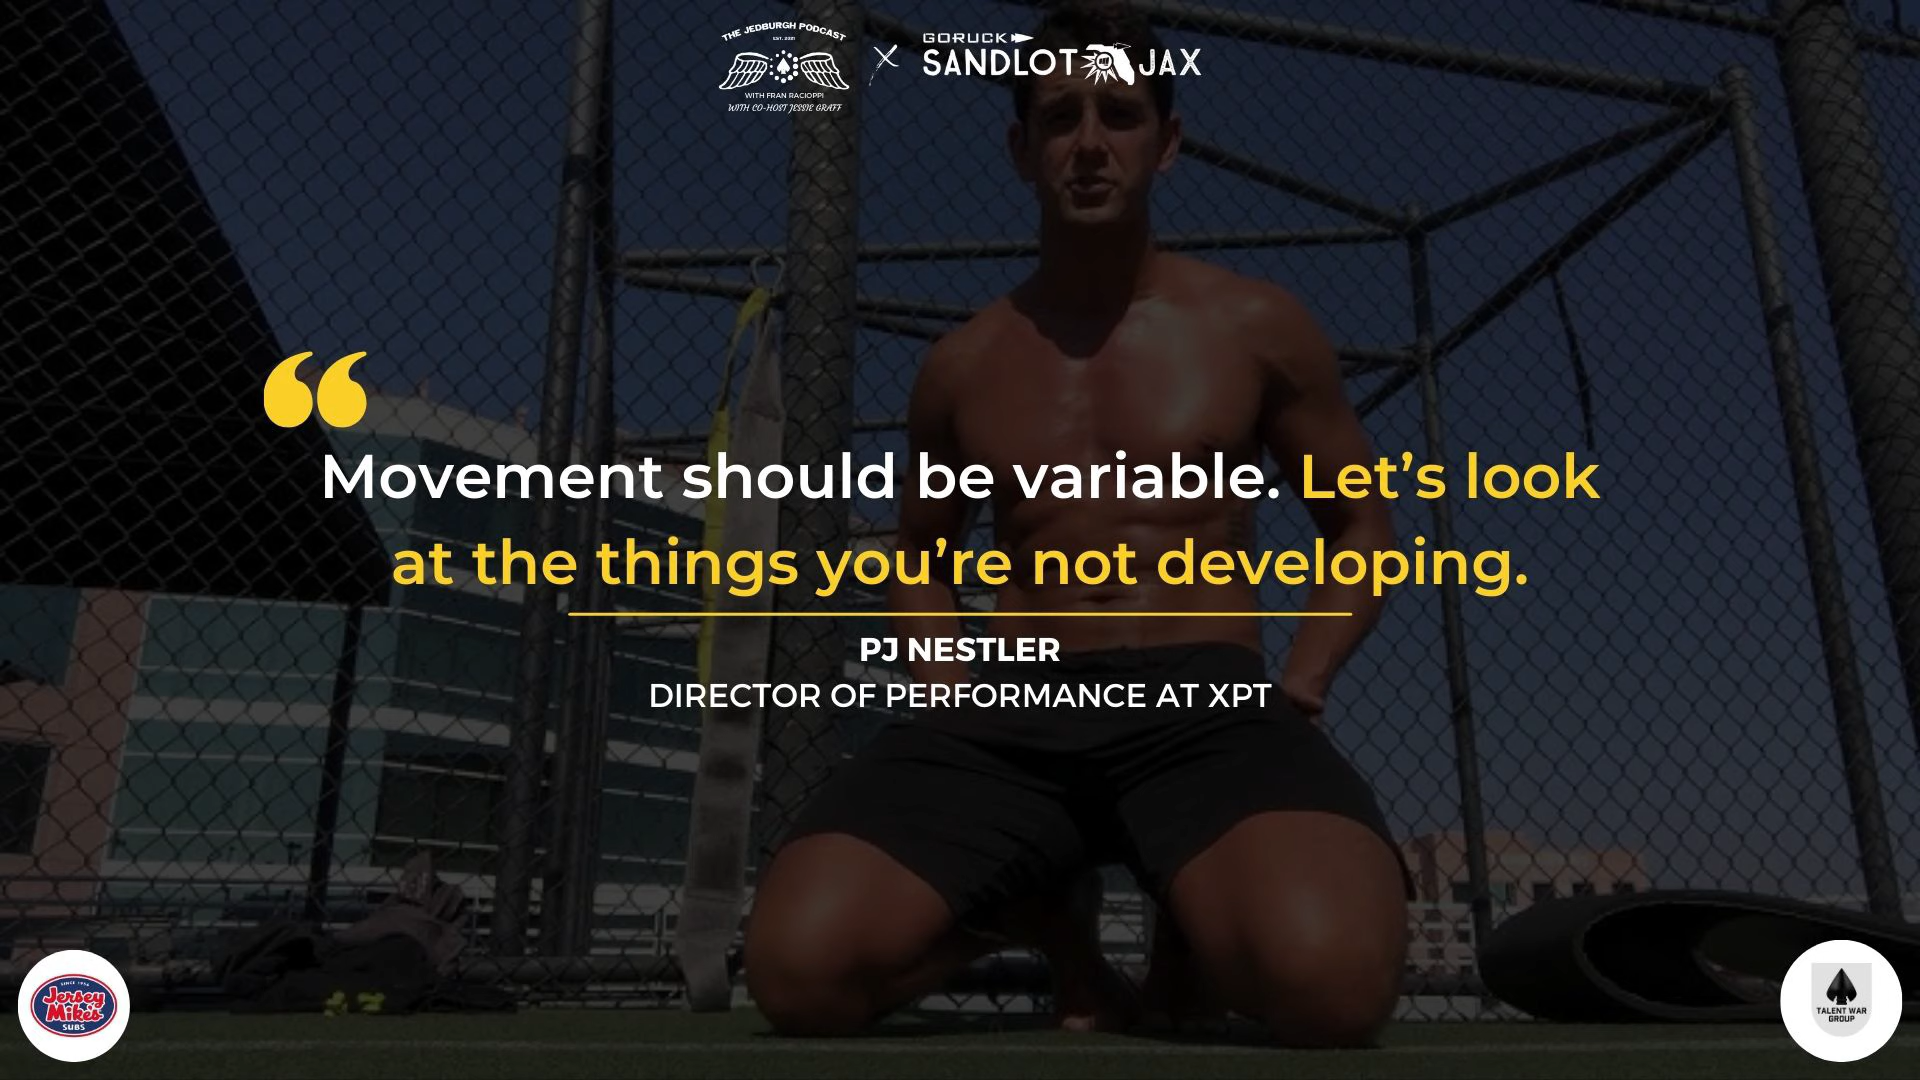 THE JEDBURGH PODCAST
EST. 2021
WITH FRAN RACIOPPI
WITH CO-HOST JESSIE GRAFF
X
GORUCK
SANDLOT JAX
“
Movement should be variable. Let’s look
at the things you’re not developing.
PJ NESTLER
DIRECTOR OF PERFORMANCE AT XPT
SINCE 1956
Jersey
Mike's
SUBS
TALENT WAR
GROUP